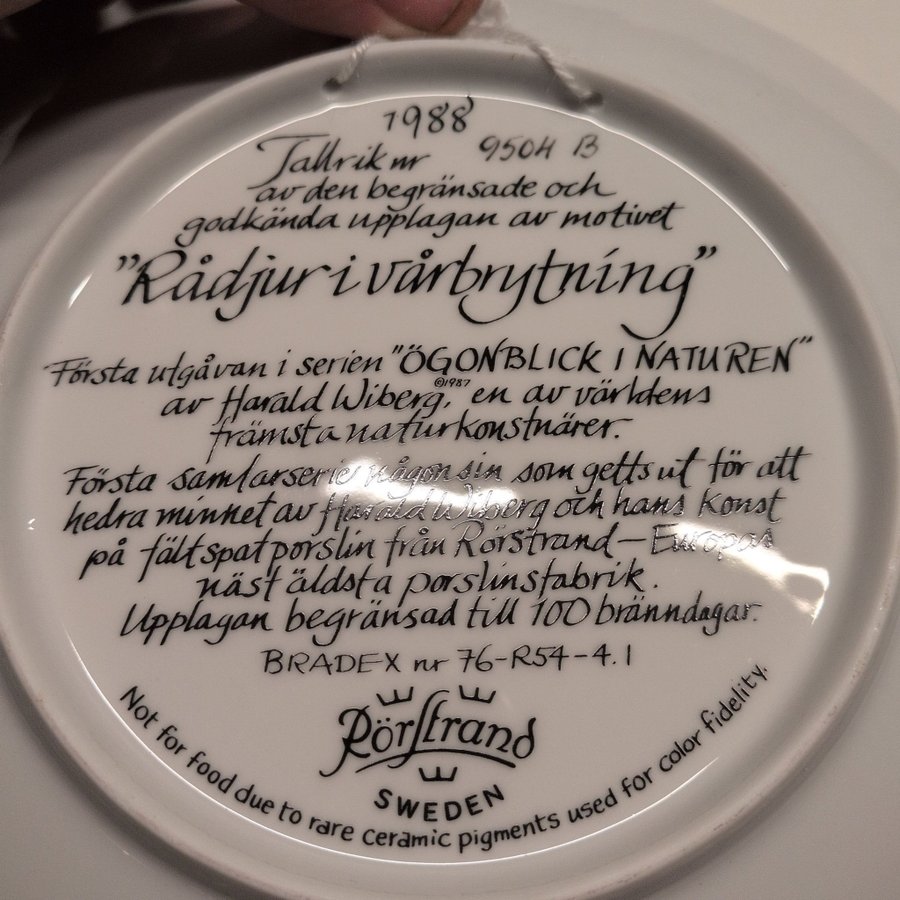 1988
Tallrik nr 9504 B
av den begränsade och
godkända upplagan av motivet
"Rådjur i vårbrytning"
Första utgåvan i serien "ÖGONBLICK I NATUREN"
av Harald Wiberg, ©1987 en av världens
främsta naturkonstnärer.
Första samlarserie någonsin som getts ut för att
hedra minnet av Harald Wiberg och hans konst
på fältspatporslin från Rörstrand – Europas
näst äldsta porslinsfabrik.
Upplagan begränsad till 100 bränndagar.
BRADEX nr 76-R54-4.1
Rörstrand
SWEDEN
Not for food due to rare ceramic pigments used for color fidelity.